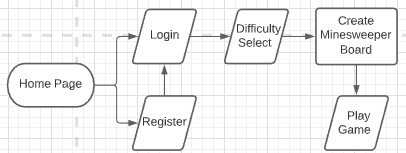 Home Page
Login
Register
Difficulty
Select
Create
Minesweeper
Board
Play
Game